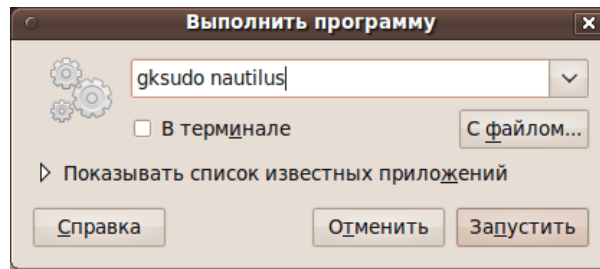 Выполнить программу
gksudo nautilus
В терминале
С файлом...
Показывать список известных приложений
Справка
Отменить
Запустить